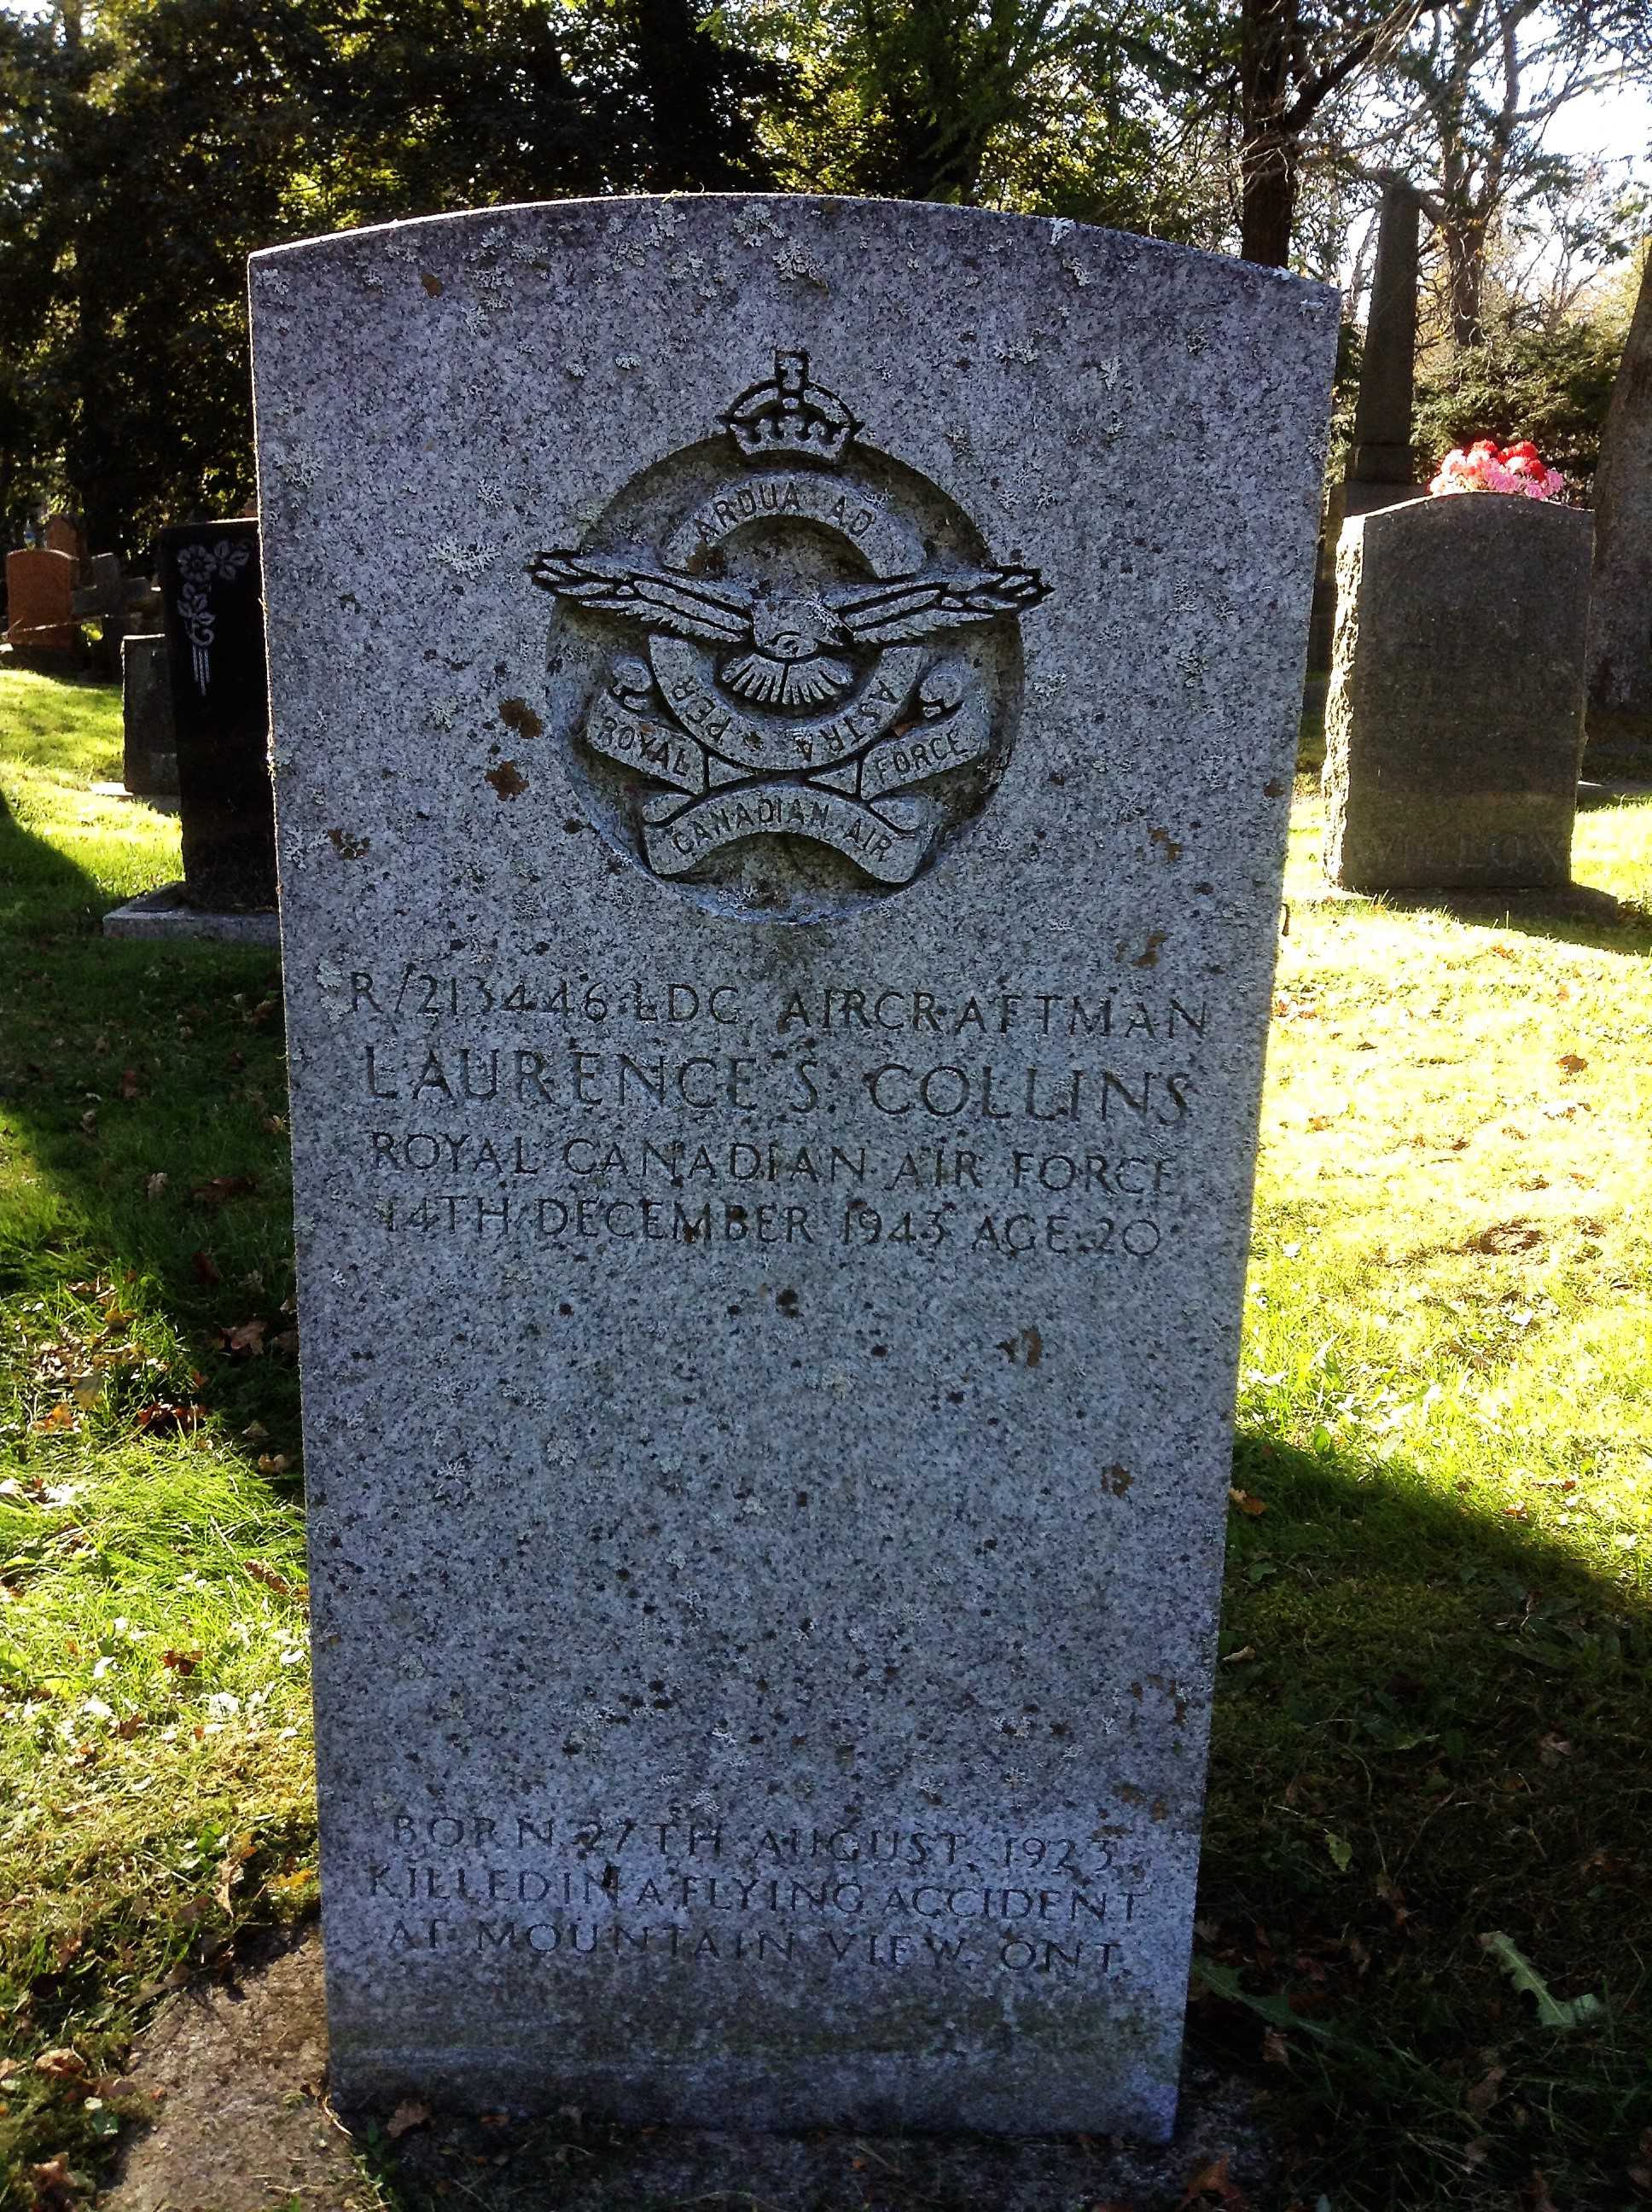 ARDUA AD
PER ASTRA
ROYAL CANADIAN AIR FORCE
R/213446 LDG. AIRCRAFTMAN
LAURENCE S. COLLINS
ROYAL CANADIAN AIR FORCE
14TH DECEMBER 1943 AGE 20
BORN 27TH AUGUST, 1923.
KILLED IN A FLYING ACCIDENT
AT MOUNTAIN VIEW, ONT.